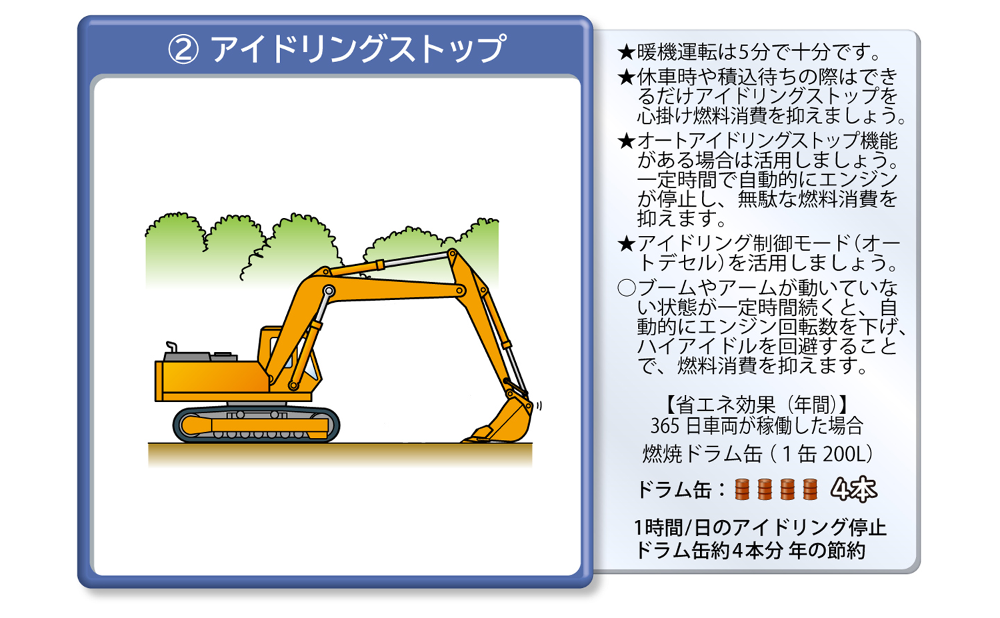 ② アイドリングストップ
★暖機運転は5分で十分です。
★休車時や積込待ちの際はでき
るだけアイドリングストップを
心掛け燃料消費を抑えましょう。
★オートアイドリングストップ機能
がある場合は活用しましょう。
一定時間で自動的にエンジン
が停止し、無駄な燃料消費を
抑えます。
★アイドリング制御モード（オー
トデセル）を活用しましょう。
○ブームやアームが動いていな
い状態が一定時間続くと、自
動的にエンジン回転数を下げ、
ハイアイドルを回避すること
で、燃料消費を抑えます。
【省エネ効果（年間）】
365 日車両が稼働した場合
燃焼ドラム缶（1 缶 200L）
ドラム缶： 4本
1時間/日のアイドリング停止
ドラム缶約4本分 年の節約